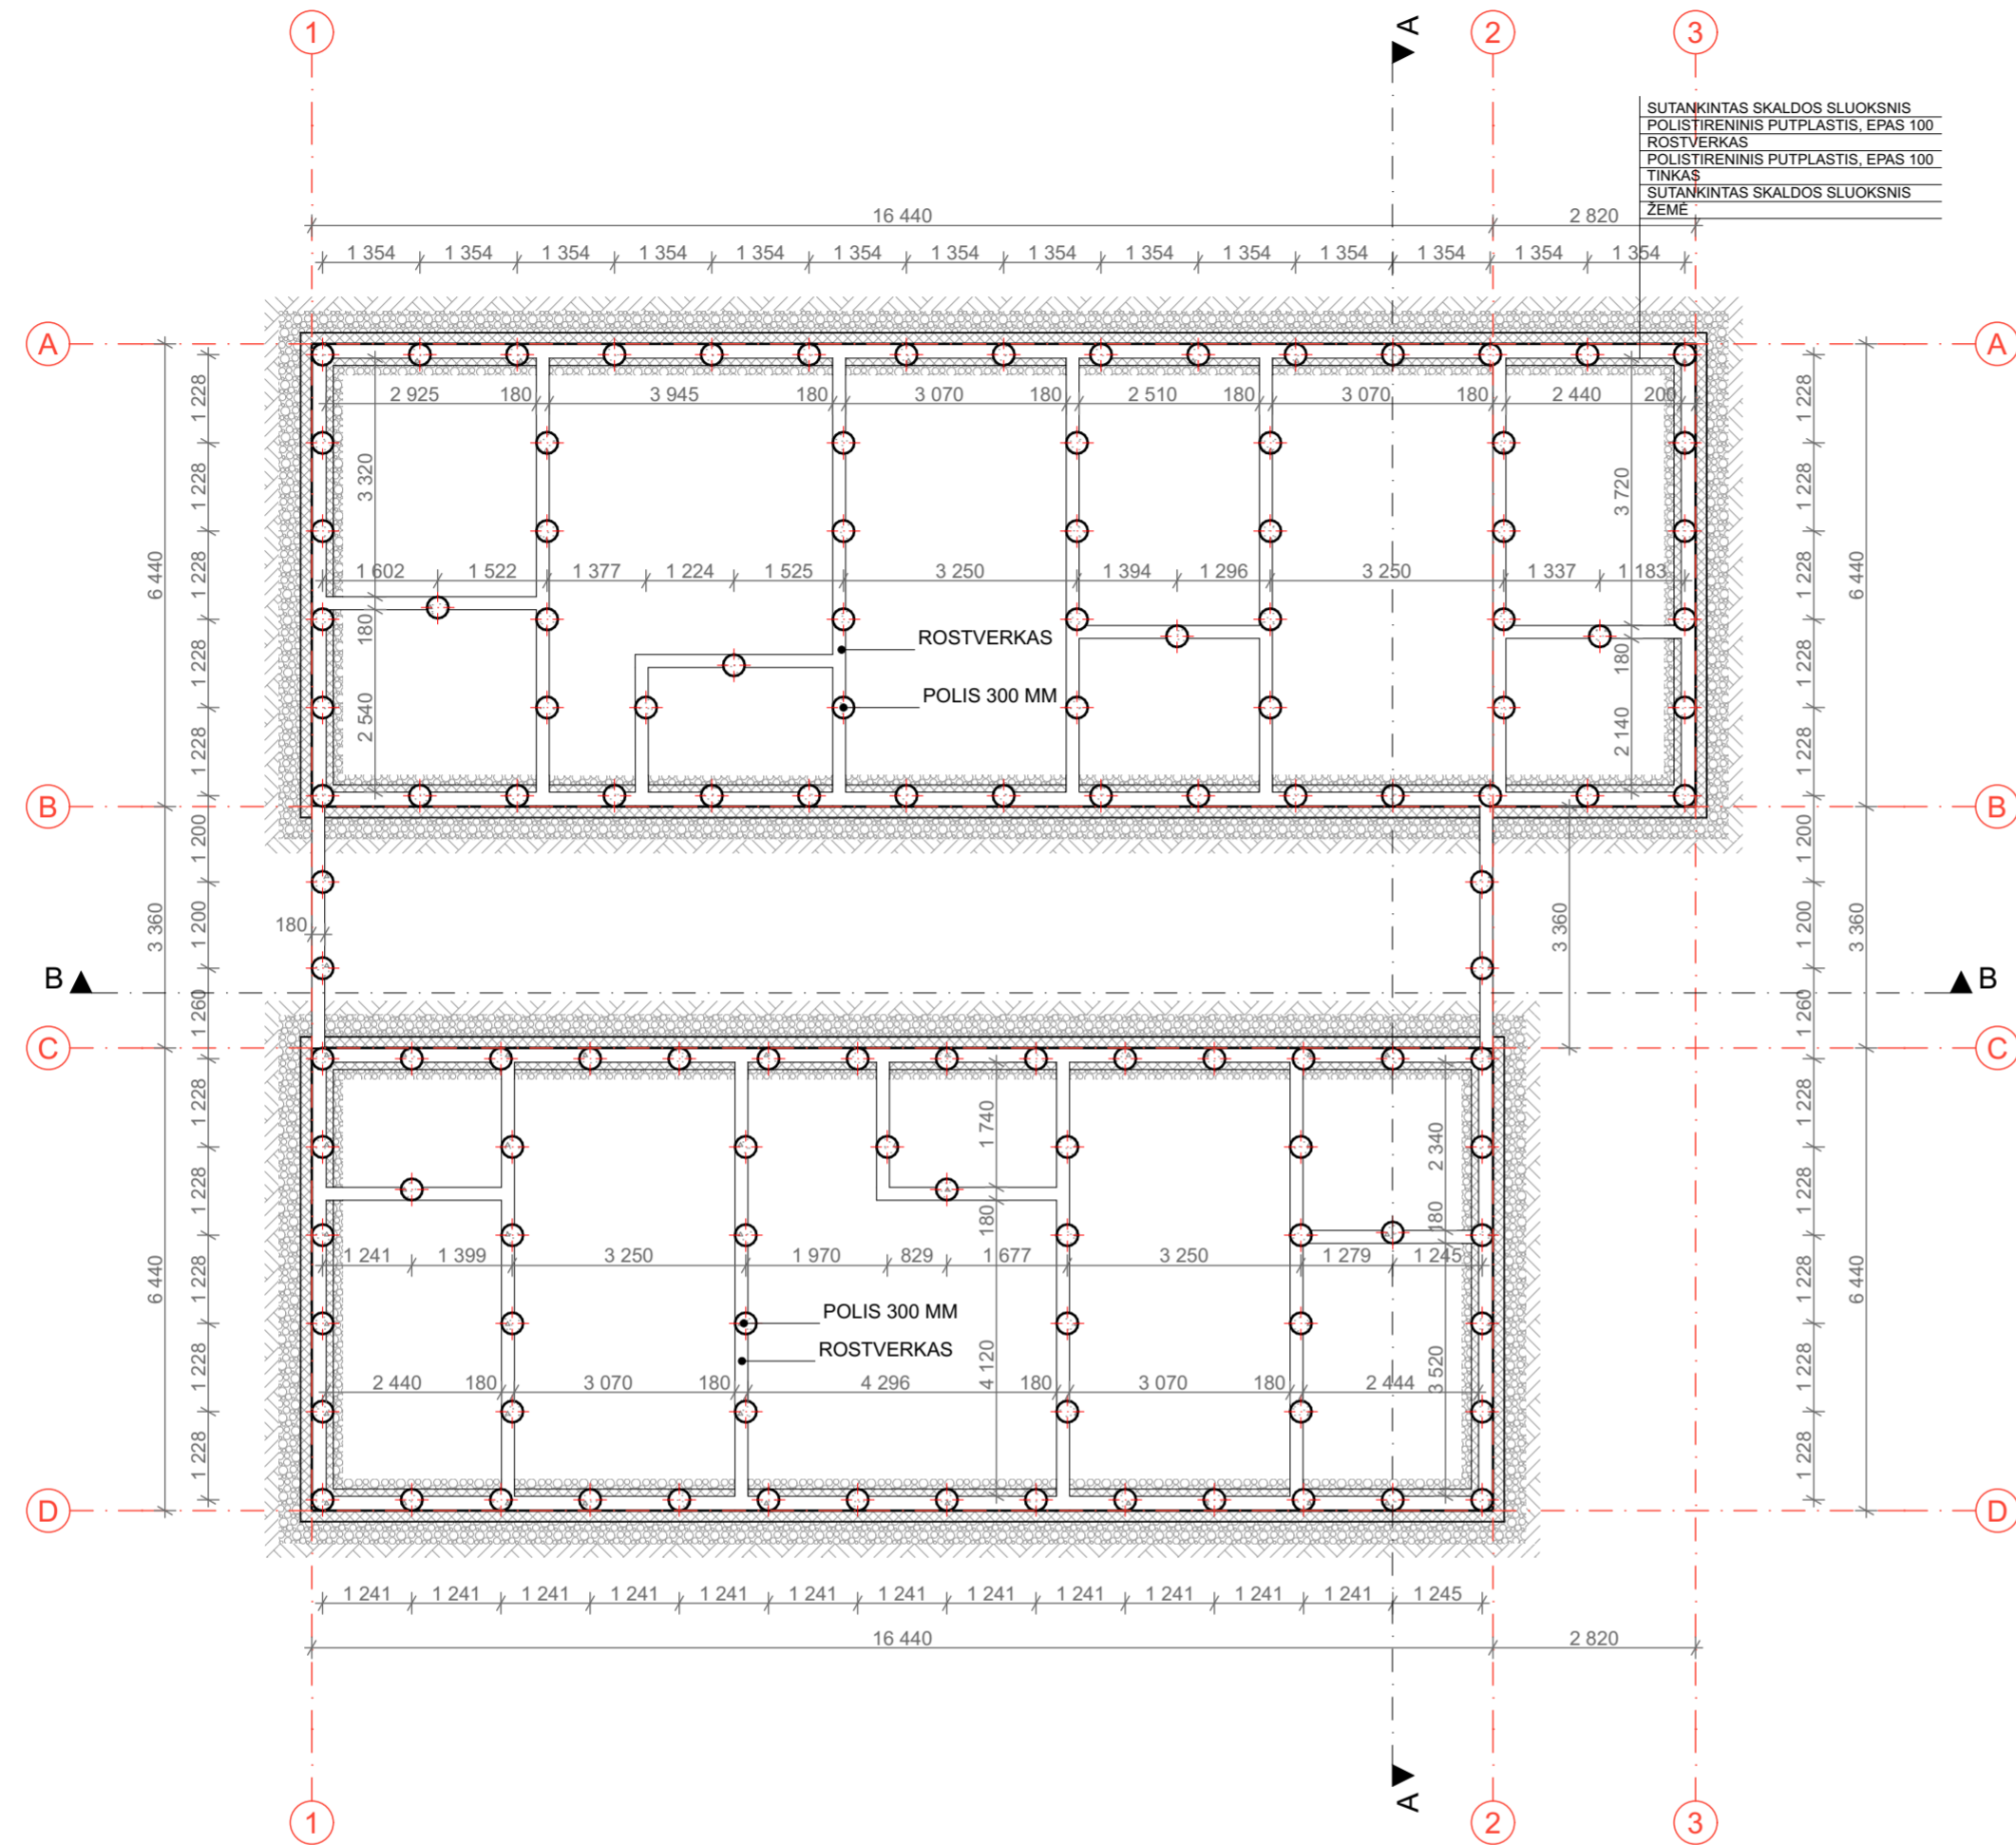 1
A
2
3
SUTANKINTAS SKALDOS SLUOKSNIS
POLISTIRENINIS PUTPLASTIS, EPAS 100
ROSTVERKAS
POLISTIRENINIS PUTPLASTIS, EPAS 100
TINKAS
SUTANKINTAS SKALDOS SLUOKSNIS
ŽEMĖ
16 440 2 820
1 354 1 354 1 354 1 354 1 354 1 354 1 354 1 354 1 354 1 354 1 354 1 354 1 354 1 354
A A
1 228 1 228 1 228 1 228 1 228
6 440
2 925 180 3 945 180 3 070 180 2 510 180 3 070 180 2 440 200
3 320 180 2 540
3 720 180 2 140
1 228 1 228 1 228 1 228 1 228
6 440
1 602 1 522 1 377 1 224 1 525 3 250 1 394 1 296 3 250 1 337 1 183
ROSTVERKAS
POLIS 300 MM
B B
1 200 1 200 1 260
3 360
180
3 360
1 200 1 200 1 260
3 360
B B
C C
1 228 1 228 1 228 1 228 1 228
6 440
1 740 180 4 120
2 340 180 3 520
1 228 1 228 1 228 1 228 1 228
6 440
1 241 1 399 3 250 1 970 829 1 677 3 250 1 279 1 245
POLIS 300 MM
ROSTVERKAS
2 440 180 3 070 180 4 296 180 3 070 180 2 444
D D
1 241 1 241 1 241 1 241 1 241 1 241 1 241 1 241 1 241 1 241 1 241 1 241 1 245
16 440 2 820
A
1 2 3